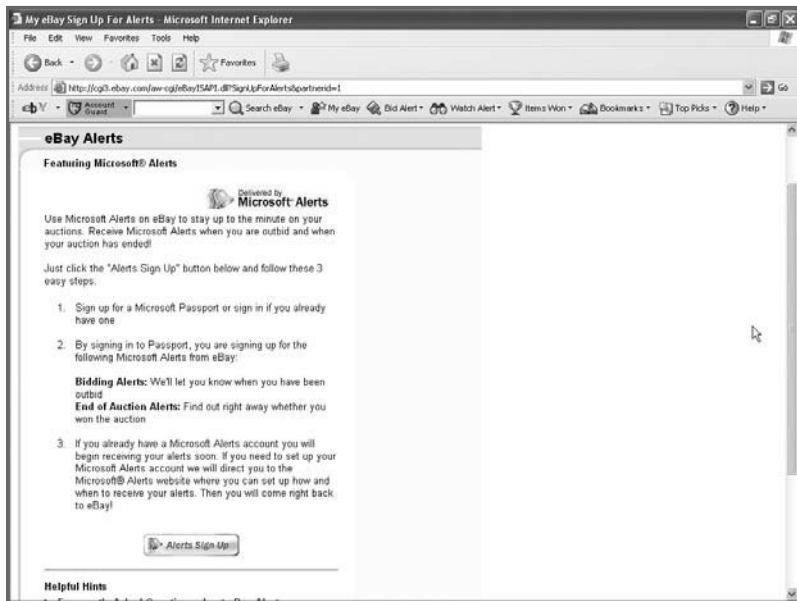 My eBay Sign Up For Alerts - Microsoft Internet Explorer
File Edit View Favorites Tools Help
Back Favorites
Address http://cgi3.ebay.com/aw-cgi/eBayISAPI.dll?SignUpForAlerts&partnerid=1 Go
ebY Account Guard Search eBay My eBay Bid Alert Watch Alert Items Won Bookmarks Top Picks Help
eBay Alerts
Featuring Microsoft® Alerts
Delivered by
Microsoft Alerts
Use Microsoft Alerts on eBay to stay up to the minute on your
auctions. Receive Microsoft Alerts when you are outbid and when
your auction has ended!
Just click the "Alerts Sign Up" button below and follow these 3
easy steps.
1. Sign up for a Microsoft Passport or sign in if you already
have one
2. By signing in to Passport, you are signing up for the
following Microsoft Alerts from eBay:
Bidding Alerts: We'll let you know when you have been
outbid
End of Auction Alerts: Find out right away whether you
won the auction
3. If you already have a Microsoft Alerts account you will
begin receiving your alerts soon. If you need to set up your
Microsoft Alerts account we will direct you to the
Microsoft® Alerts website where you can set up how and
when to receive your alerts. Then you will come right back
to eBay!
Alerts Sign Up
Helpful Hints